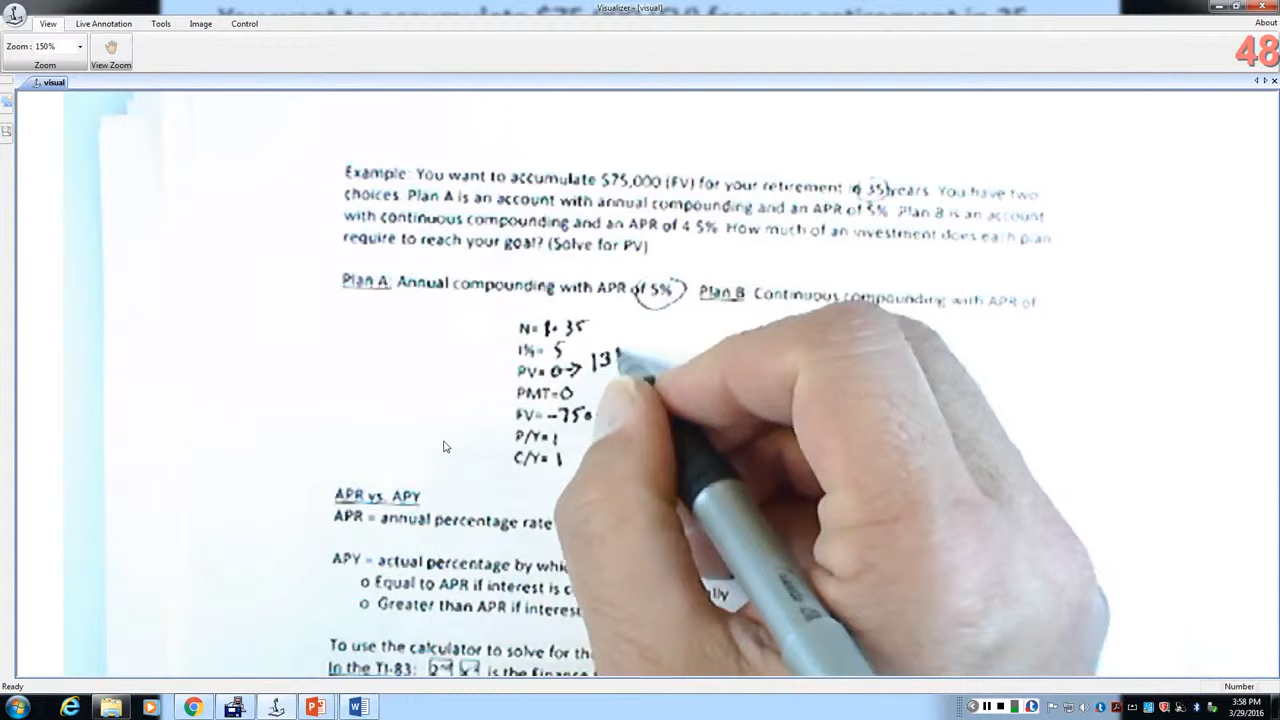 Visualizer - [visual]
View Live Annotation Tools Image Control
About
Zoom: 150%
Zoom
View Zoom
48
visual
Example: You want to accumulate $75,000 (FV) for your retirement in 35 years. You have two
choices. Plan A is an account with annual compounding and an APR of 5%. Plan B is an account
with continuous compounding and an APR of 4.5%. How much of an investment does each plan
require to reach your goal? (Solve for PV)
Plan A: Annual compounding with APR of 5% Plan B: Continuous compounding with APR of
N= 1· 35
I%= 5
PV= 0→ 13
PMT=0
FV= -750
P/Y= 1
C/Y= 1
APR vs. APY
APR = annual percentage rate
APY = actual percentage by
o Equal to APR if interest is
o Greater than APR if
To use the calculator to solve for
In the TI-83: 2nd is the Finance
Ready
Number
3:58 PM
3/29/2016